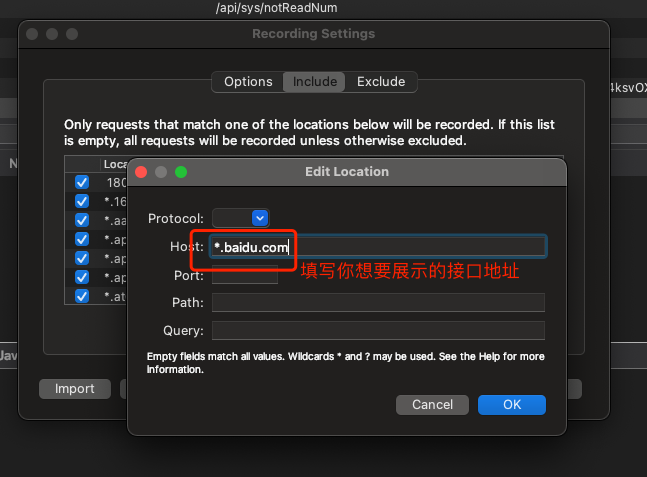 /api/sys/notReadNum
Recording Settings
Options
Include
Exclude
4ksvOX
Only requests that match one of the locations below will be recorded. If this list
is empty, all requests will be recorded unless otherwise excluded.
N
Loca
180
*.16
*.aa
*.ap
*.ap
*.ap
*.at
Edit Location
Protocol:
Host: *.baidu.com
填写你想要展示的接口地址
Port:
Path:
Query:
Empty fields match all values. Wildcards * and ? may be used. See the Help for more
information.
Java
Import
Cancel
OK